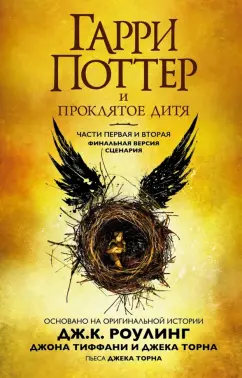 ГАРРИ
ПОТТЕР
И
ПРОКЛЯТОЕ ДИТЯ
ЧАСТИ ПЕРВАЯ И ВТОРАЯ
ФИНАЛЬНАЯ ВЕРСИЯ
СЦЕНАРИЯ
ОСНОВАНО НА ОРИГИНАЛЬНОЙ ИСТОРИИ
ДЖ.К. РОУЛИНГ
ДЖОНА ТИФФАНИ И ДЖЕКА ТОРНА
ПЬЕСА ДЖЕКА ТОРНА